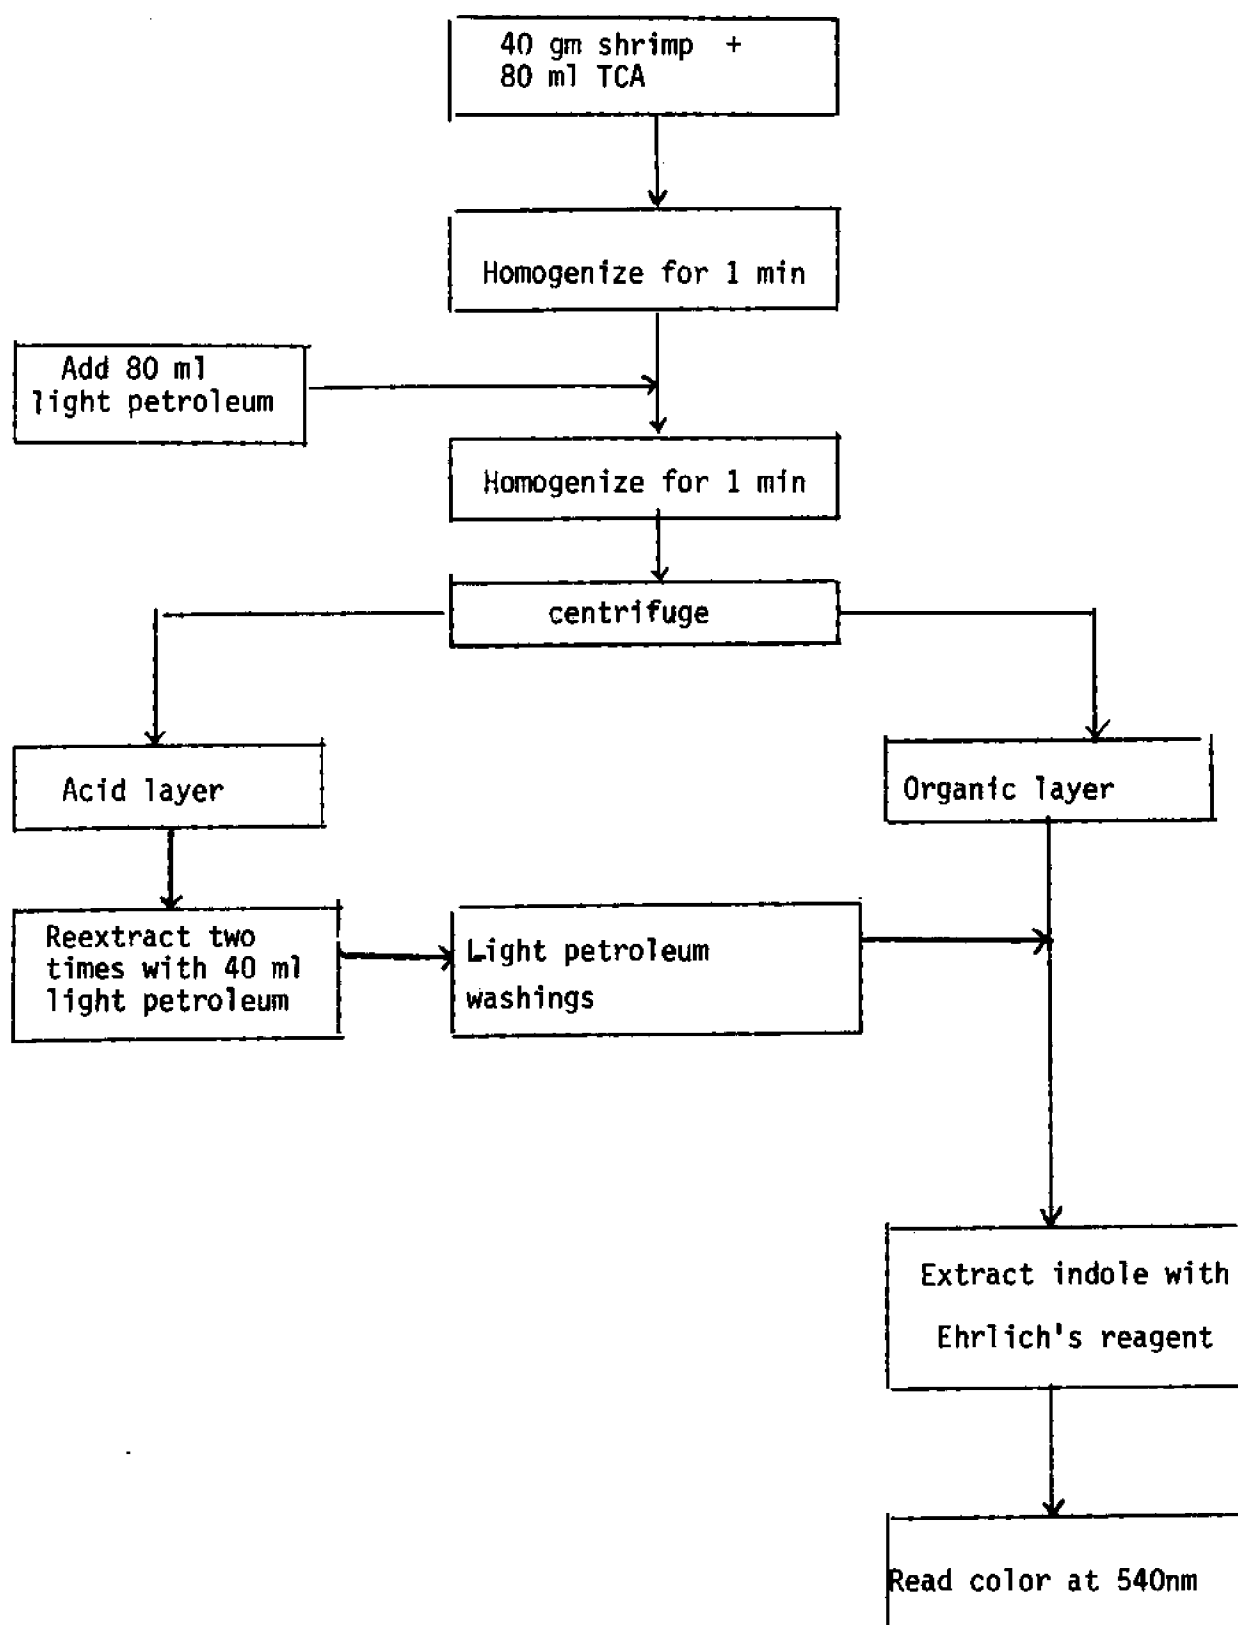 40 gm shrimp +
80 ml TCA
Homogenize for 1 min
Add 80 ml
light petroleum
Homogenize for 1 min
centrifuge
Acid layer
Organic layer
Reextract two
times with 40 ml
light petroleum
Light petroleum
washings
Extract indole with
Ehrlich's reagent
Read color at 540nm